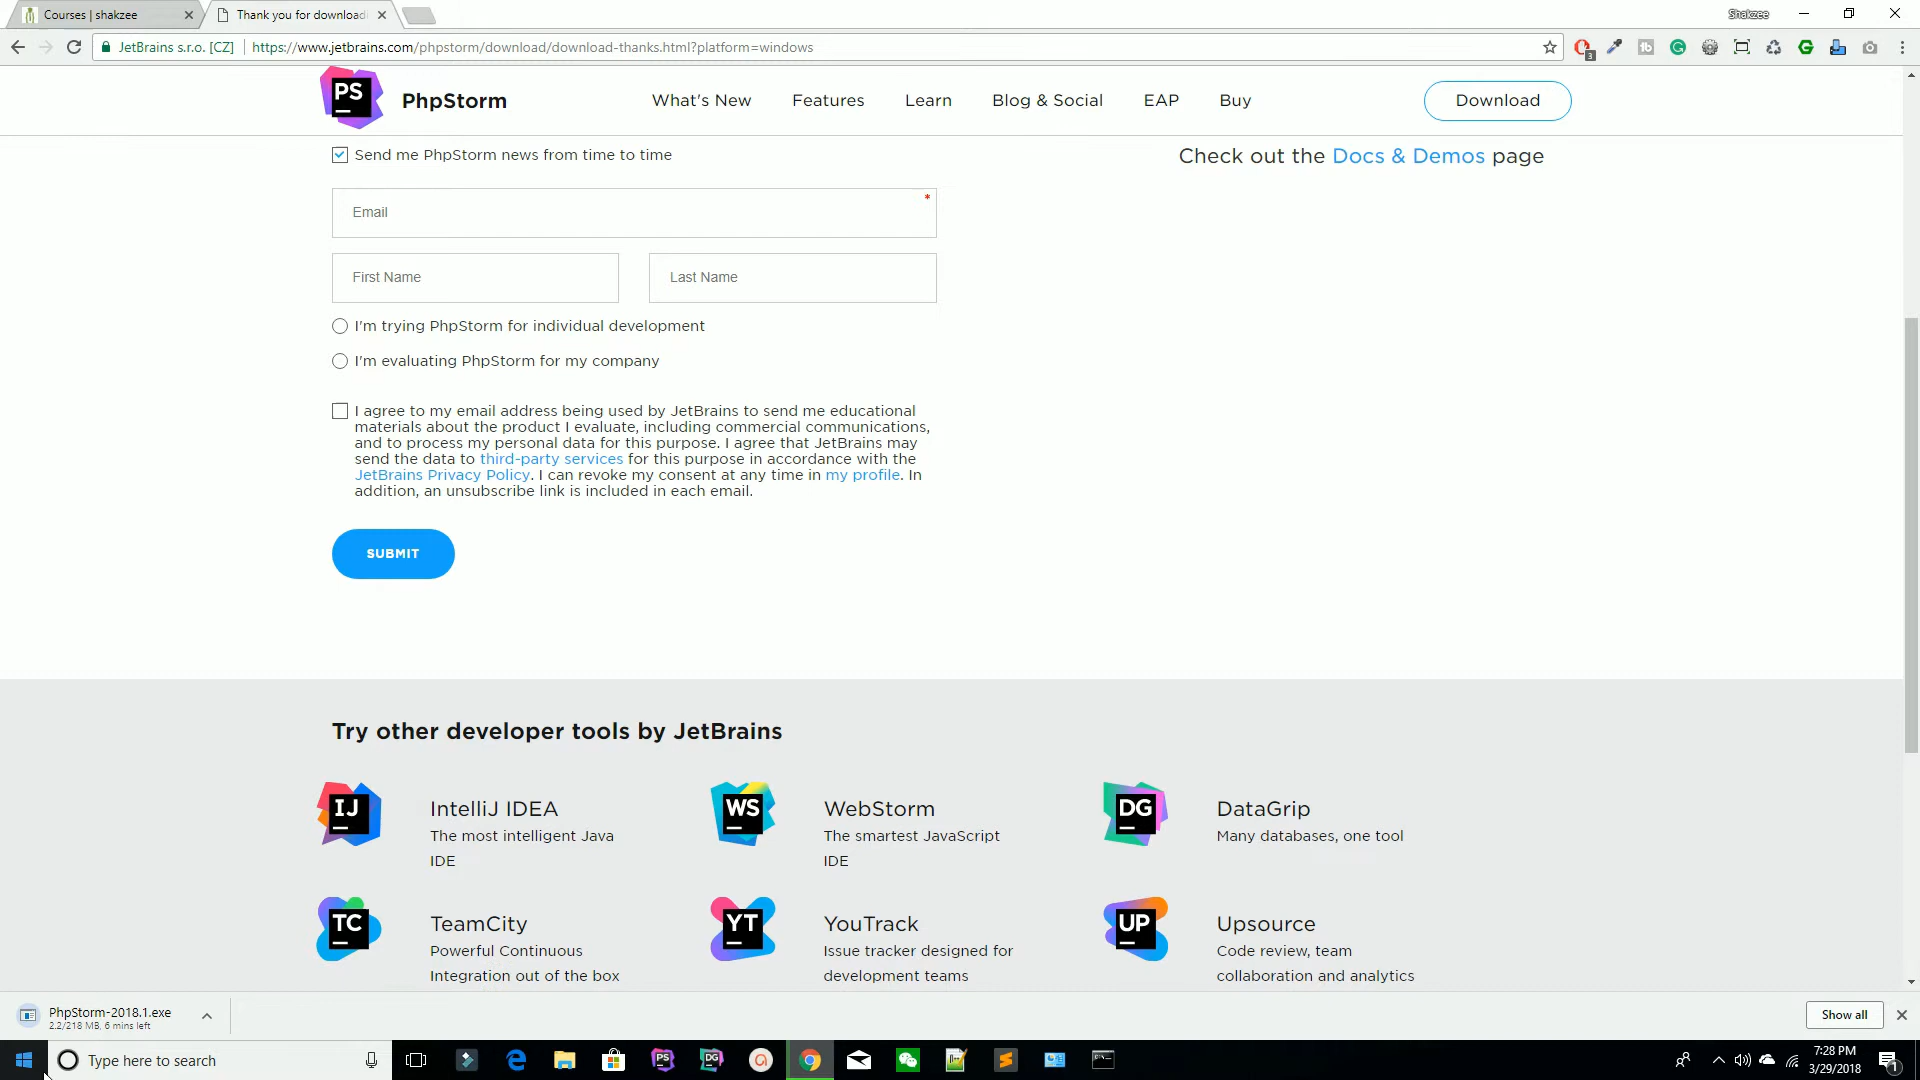 Courses | shakzee
Thank you for downloadi
Shakzee
JetBrains s.r.o. [CZ]
https://www.jetbrains.com/phpstorm/download/download-thanks.html?platform=windows
3
PS
PhpStorm
What's New
Features
Learn
Blog & Social
EAP
Buy
Download
Send me PhpStorm news from time to time
Check out the Docs & Demos page
Email
*
First Name
Last Name
I'm trying PhpStorm for individual development
I'm evaluating PhpStorm for my company
I agree to my email address being used by JetBrains to send me educational
materials about the product I evaluate, including commercial communications,
and to process my personal data for this purpose. I agree that JetBrains may
send the data to third-party services for this purpose in accordance with the
JetBrains Privacy Policy. I can revoke my consent at any time in my profile. In
addition, an unsubscribe link is included in each email.
SUBMIT
Try other developer tools by JetBrains
IJ
IntelliJ IDEA
The most intelligent Java
IDE
WS
WebStorm
The smartest JavaScript
IDE
DG
DataGrip
Many databases, one tool
TC
TeamCity
Powerful Continuous
Integration out of the box
YT
YouTrack
Issue tracker designed for
development teams
UP
Upsource
Code review, team
collaboration and analytics
PhpStorm-2018.1.exe
2.2/218 MB, 6 mins left
Show all
Type here to search
PS
DG
7:28 PM
3/29/2018
1